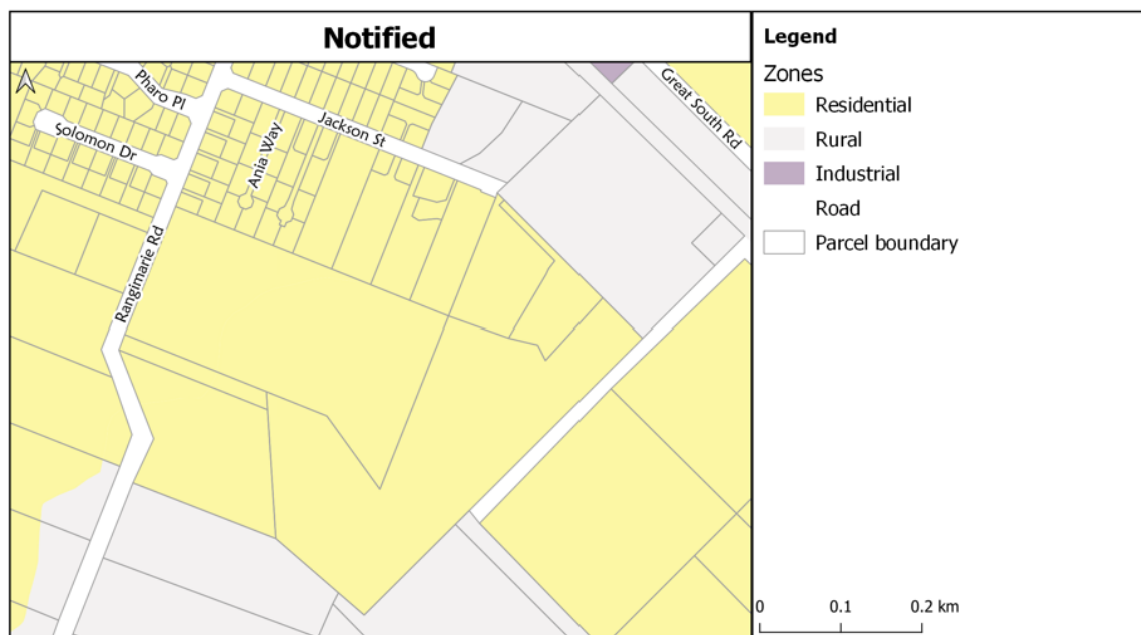 Notified
Pharo Pl
Solomon Dr
Ania Way
Jackson St
Great South Rd
Rangimarie Rd
Legend
Zones
Residential
Rural
Industrial
Road
Parcel boundary
0 0.1 0.2 km